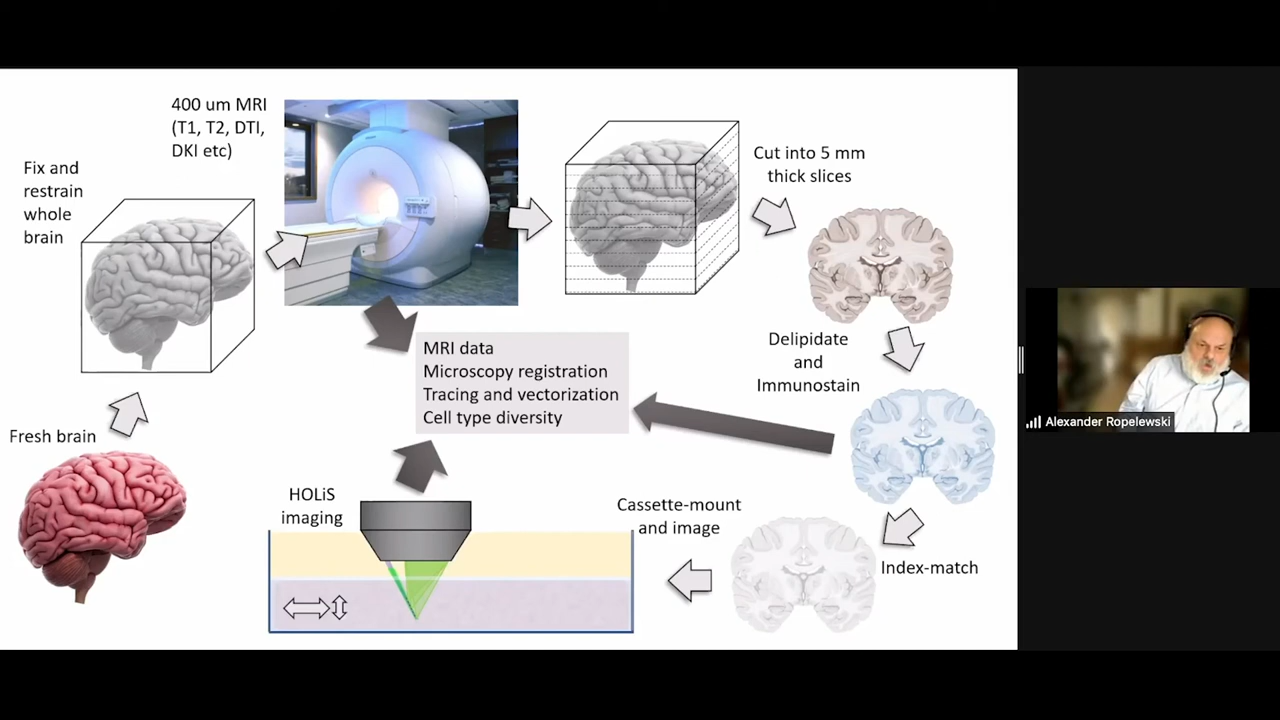 400 um MRI
(T1, T2, DTI,
DKI etc)
Fix and
restrain
whole
brain
Cut into 5 mm
thick slices
Delipidate
and
Immunostain
MRI data
Microscopy registration
Tracing and vectorization
Cell type diversity
Fresh brain
HOLiS
imaging
Cassette-mount
and image
Index-match
Alexander Ropelewski